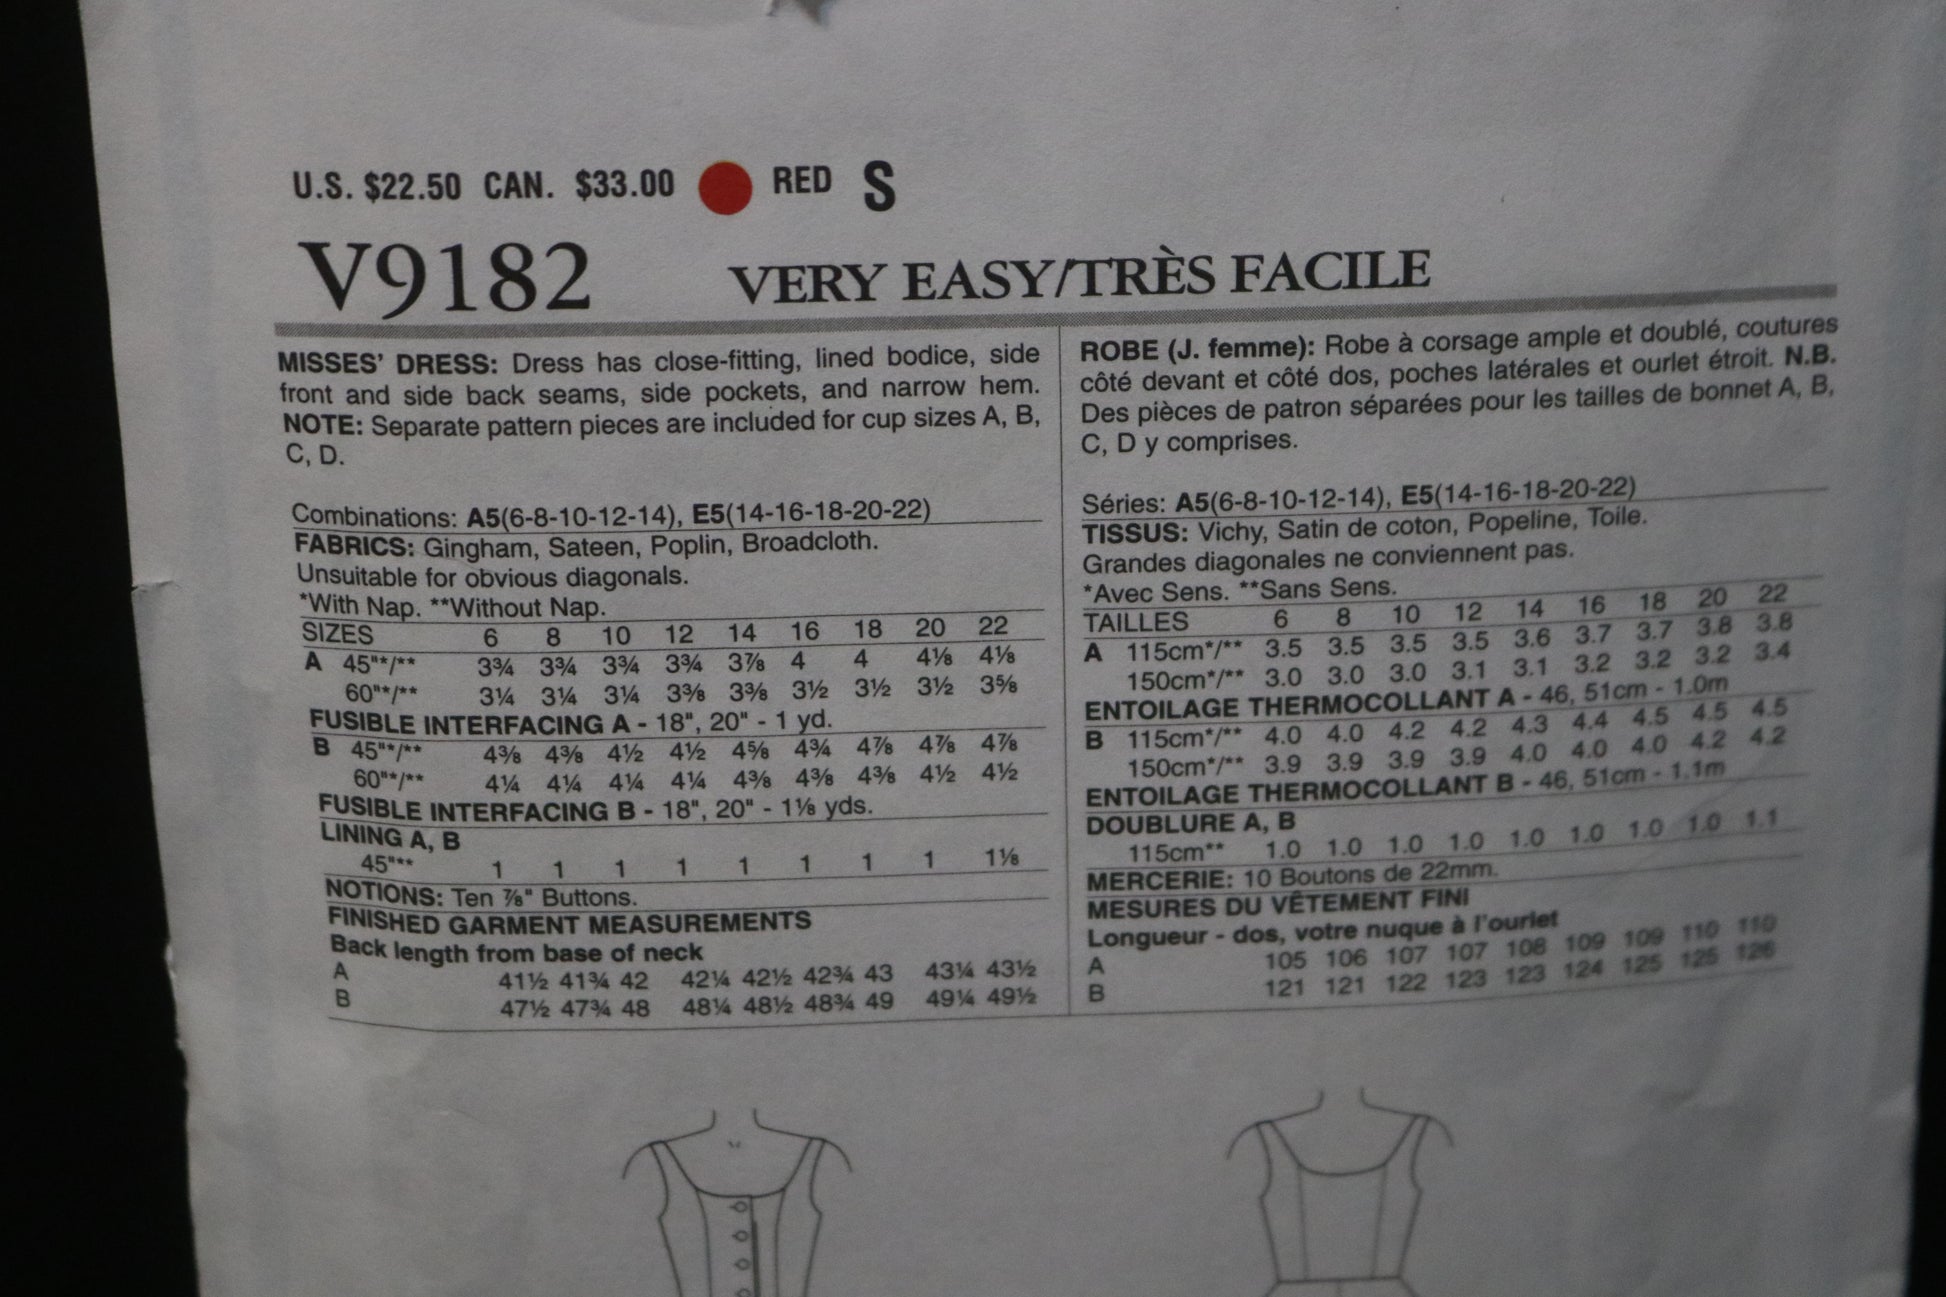 U.S. $22.50 CAN. $33.00 RED S
V9182 VERY EASY/TRÈS FACILE
MISSES' DRESS: Dress has close-fitting, lined bodice, side
front and side back seams, side pockets, and narrow hem.
NOTE: Separate pattern pieces are included for cup sizes A, B,
C, D.
Combinations: A5(6-8-10-12-14), E5(14-16-18-20-22)
FABRICS: Gingham, Sateen, Poplin, Broadcloth.
Unsuitable for obvious diagonals.
*With Nap. **Without Nap.
SIZES 6 8 10 12 14 16 18 20 22
A 45"*/** 3¾ 3¾ 3¾ 3¾ 3⅞ 4 4 4⅛ 4⅛
60"*/** 3¼ 3¼ 3¼ 3⅜ 3⅜ 3½ 3½ 3½ 3⅝
FUSIBLE INTERFACING A - 18", 20" - 1 yd.
B 45"*/** 4⅜ 4⅜ 4½ 4½ 4⅝ 4¾ 4⅞ 4⅞ 4⅞
60"*/** 4¼ 4¼ 4¼ 4¼ 4⅜ 4⅜ 4⅜ 4½ 4½
FUSIBLE INTERFACING B - 18", 20" - 1⅛ yds.
LINING A, B
45"** 1 1 1 1 1 1 1 1 1⅛
NOTIONS: Ten ⅞" Buttons.
FINISHED GARMENT MEASUREMENTS
Back length from base of neck
A 41½ 41¾ 42 42¼ 42½ 42¾ 43 43¼ 43½
B 47½ 47¾ 48 48¼ 48½ 48¾ 49 49¼ 49½
ROBE (J. femme): Robe à corsage ample et doublé, coutures
côté devant et côté dos, poches latérales et ourlet étroit. N.B.
Des pièces de patron séparées pour les tailles de bonnet A, B,
C, D y comprises.
Séries: A5(6-8-10-12-14), E5(14-16-18-20-22)
TISSUS: Vichy, Satin de coton, Popeline, Toile.
Grandes diagonales ne conviennent pas.
*Avec Sens. **Sans Sens.
TAILLES 6 8 10 12 14 16 18 20 22
A 115cm*/** 3.5 3.5 3.5 3.5 3.6 3.7 3.7 3.8 3.8
150cm*/** 3.0 3.0 3.0 3.1 3.1 3.2 3.2 3.2 3.4
ENTOILAGE THERMOCOLLANT A - 46, 51cm - 1.0m
B 115cm*/** 4.0 4.0 4.2 4.2 4.3 4.4 4.5 4.5 4.5
150cm*/** 3.9 3.9 3.9 3.9 4.0 4.0 4.0 4.2 4.2
ENTOILAGE THERMOCOLLANT B - 46, 51cm - 1.1m
DOUBLURE A, B
115cm** 1.0 1.0 1.0 1.0 1.0 1.0 1.0 1.0 1.1
MERCERIE: 10 Boutons de 22mm.
MESURES DU VÊTEMENT FINI
Longueur - dos, votre nuque à l'ourlet
A 105 106 107 107 108 109 109 110 110
B 121 121 122 123 123 124 125 125 126